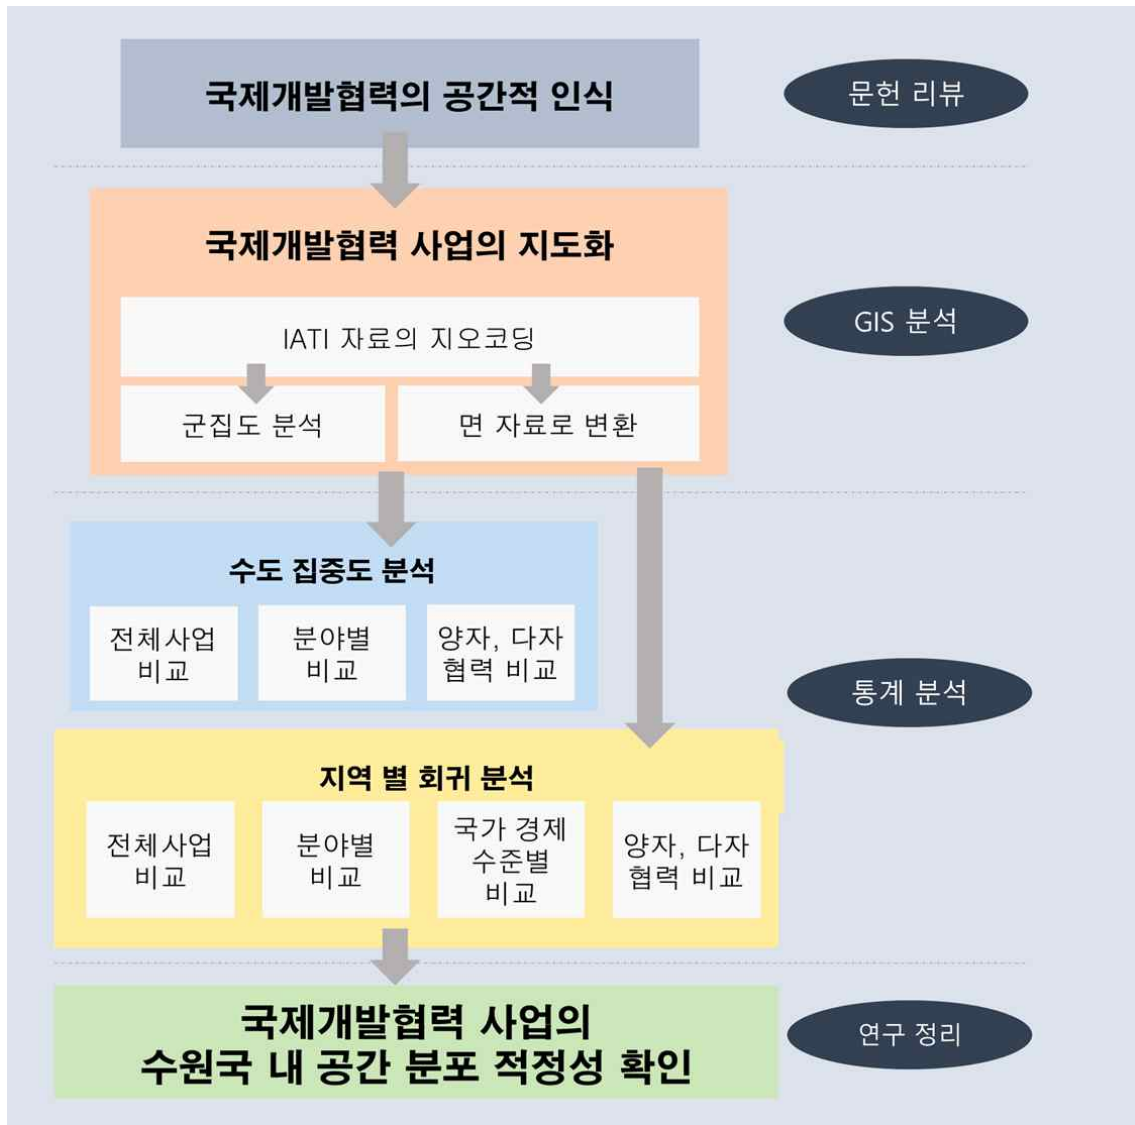 국제개발협력의 공간적 인식
문헌 리뷰
국제개발협력 사업의 지도화
IATI 자료의 지오코딩
군집도 분석
면 자료로 변환
GIS 분석
수도 집중도 분석
전체사업
비교
분야별
비교
양자, 다자
협력 비교
통계 분석
지역 별 회귀 분석
전체사업
비교
분야별
비교
국가 경제
수준별
비교
양자, 다자
협력 비교
국제개발협력 사업의
수원국 내 공간 분포 적정성 확인
연구 정리